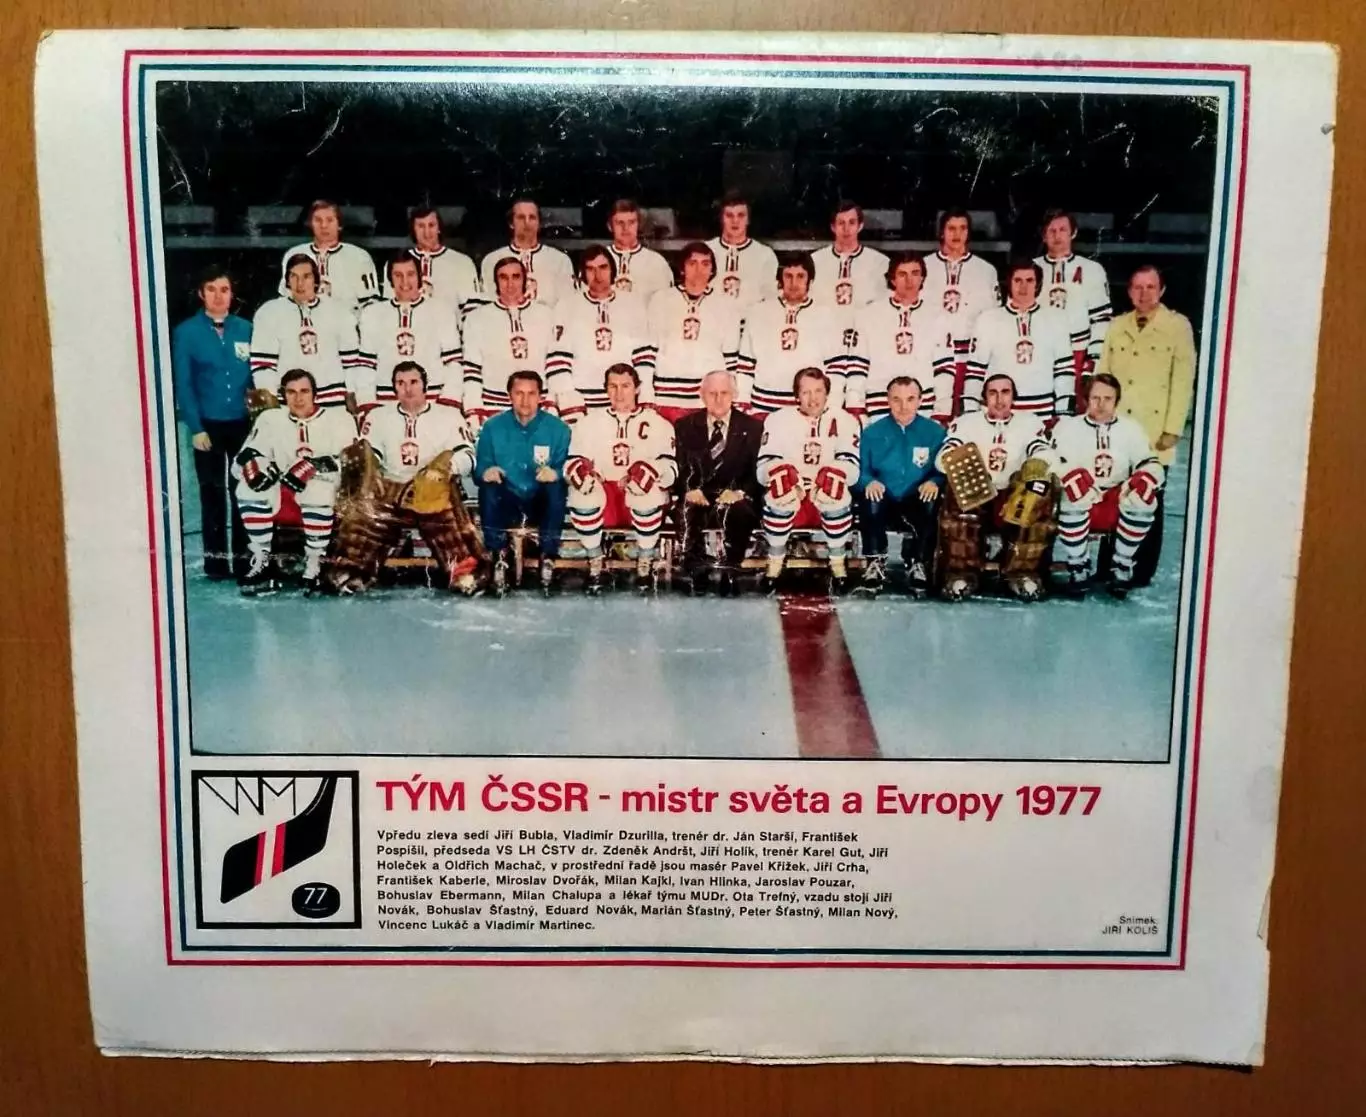 TÝM ČSSR - mistr světa a Evropy 1977
Vpředu zleva sedí Jiří Bubla, Vladimír Dzurilla, trenér dr. Ján Starší, František
Pospíšil, předseda VS LH ČSTV dr. Zdeněk Andršt, Jiří Holík, trenér Karel Gut, Jiří
Holeček a Oldřich Machač, v prostřední řadě jsou masér Pavel Křížek, Jiří Crha,
František Kaberle, Miroslav Dvořák, Milan Kajkl, Ivan Hlinka, Jaroslav Pouzar,
Bohuslav Ebermann, Milan Chalupa a lékař týmu MUDr. Ota Trefný, vzadu stojí Jiří
Novák, Bohuslav Šťastný, Eduard Novák, Marián Šťastný, Peter Šťastný, Milan Nový,
Vincenc Lukáč a Vladimír Martinec.
WM
77
Snímek
JIŘÍ KOLIŠ
11
A
C
A